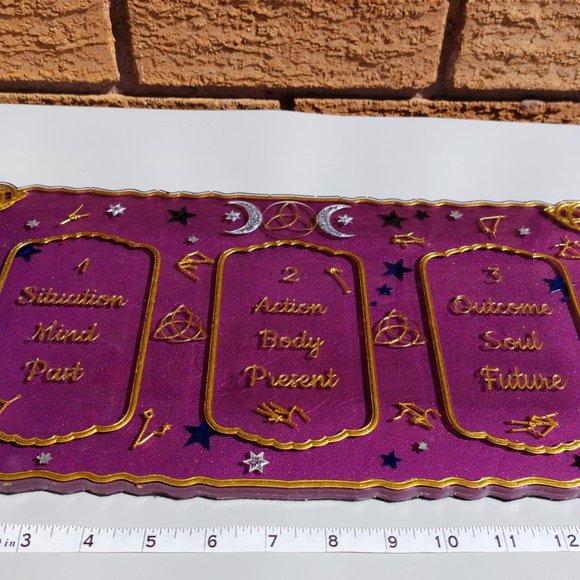 1
Situation
Mind
Past
2
Action
Body
Present
3
Outcome
Soul
Future
in 3 4 5 6 7 8 9 10 11 12